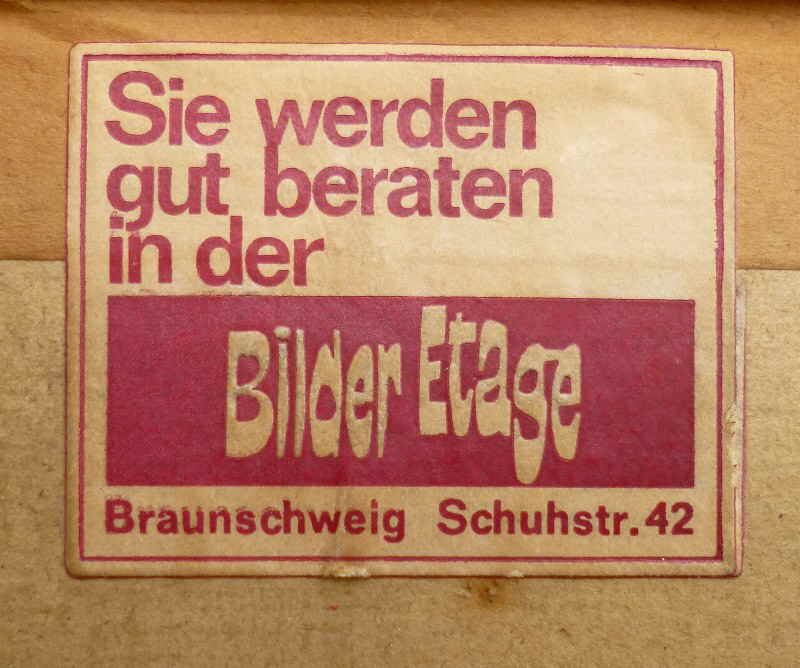 Sie werden
gut beraten
in der
Bilder Etage
Braunschweig Schuhstr. 42